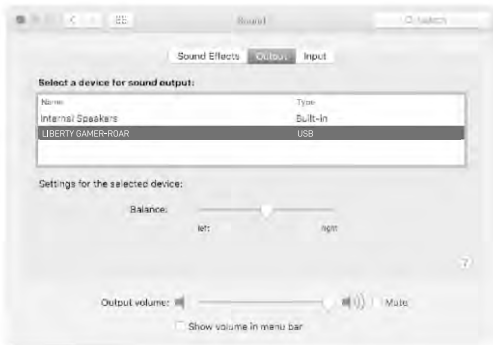 Sound
Search
Sound Effects Output Input
Select a device for sound output:
Name Type
Internal Speakers Built-in
LIBERTY GAMER-ROAR USB
Settings for the selected device:
Balance:
left right
?
Output volume: Mute
Show volume in menu bar